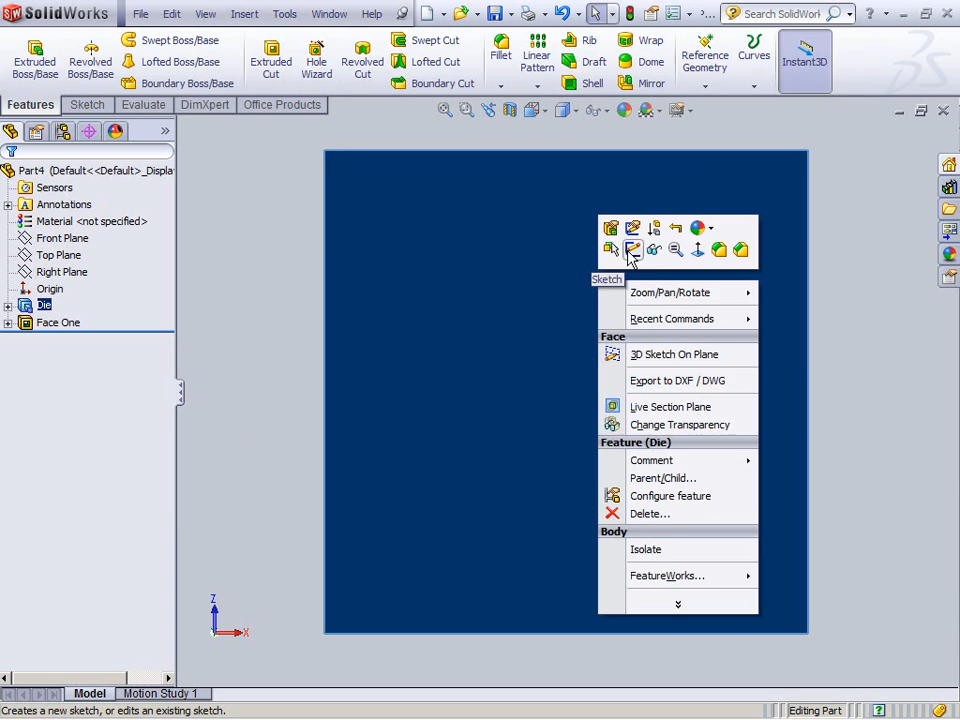 SolidWorks File Edit View Insert Tools Window Help ... Search SolidWorks
Extruded Boss/Base
Revolved Boss/Base
Swept Boss/Base
Lofted Boss/Base
Boundary Boss/Base
Extruded Cut
Hole Wizard
Revolved Cut
Swept Cut
Lofted Cut
Boundary Cut
Fillet
Linear Pattern
Rib
Draft
Shell
Wrap
Dome
Mirror
Reference Geometry
Curves
Instant3D
Features Sketch Evaluate DimXpert Office Products
Part4 (Default<<Default>_Displa
Sensors
Annotations
Material <not specified>
Front Plane
Top Plane
Right Plane
Origin
Die
Face One
Sketch
Zoom/Pan/Rotate
Recent Commands
Face
3D Sketch On Plane
Export to DXF / DWG
Live Section Plane
Change Transparency
Feature (Die)
Comment
Parent/Child...
Configure feature
Delete...
Body
Isolate
FeatureWorks...
Z
X
Model Motion Study 1
Creates a new sketch, or edits an existing sketch. Editing Part